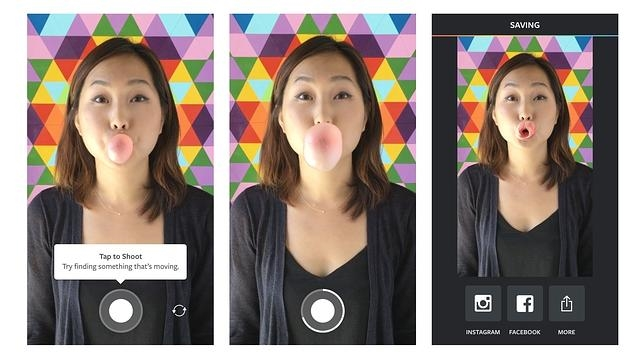 Tap to Shoot
Try finding something that's moving.
SAVING
INSTAGRAM
FACEBOOK
MORE